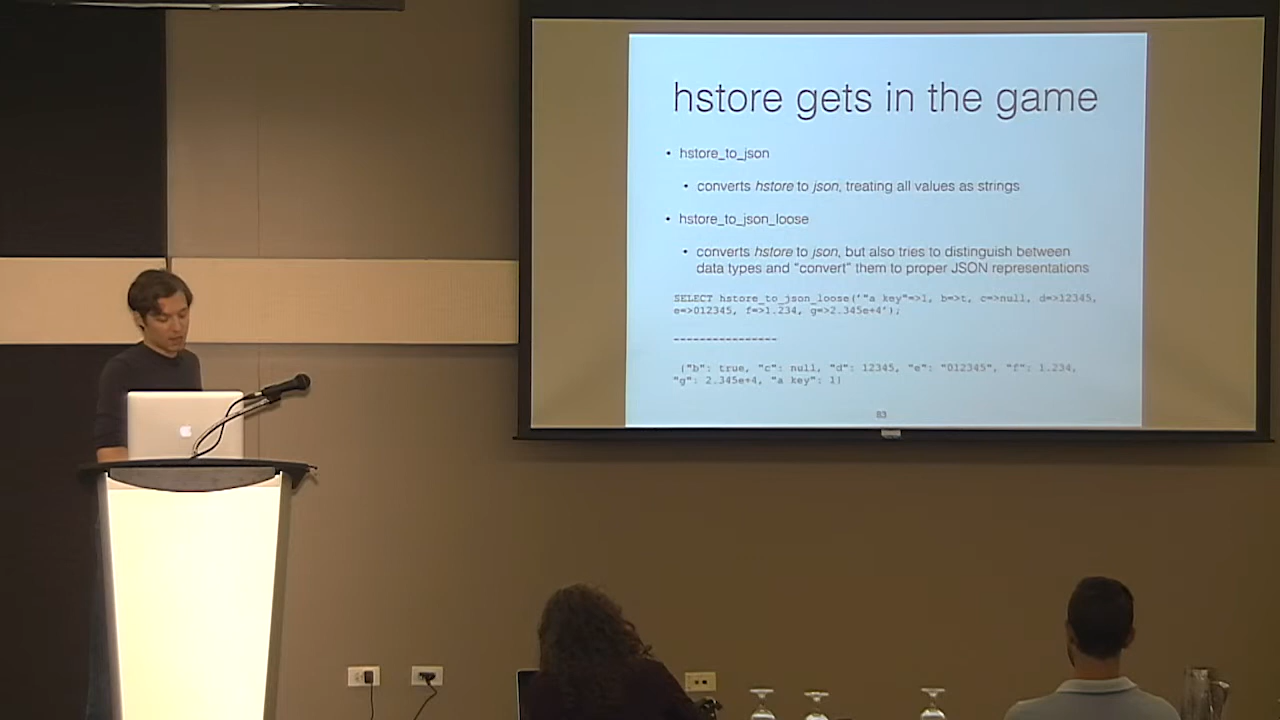 hstore gets in the game
• hstore_to_json
• converts hstore to json, treating all values as strings
• hstore_to_json_loose
• converts hstore to json, but also tries to distinguish between
data types and “convert” them to proper JSON representations
SELECT hstore_to_json_loose('"a key"=>1, b=>t, c=>null, d=>12345,
e=>012345, f=>1.234, g=>2.345e+4');
----------------
{"b": true, "c": null, "d": 12345, "e": "012345", "f": 1.234,
"g": 2.345e+4, "a key": 1}
83